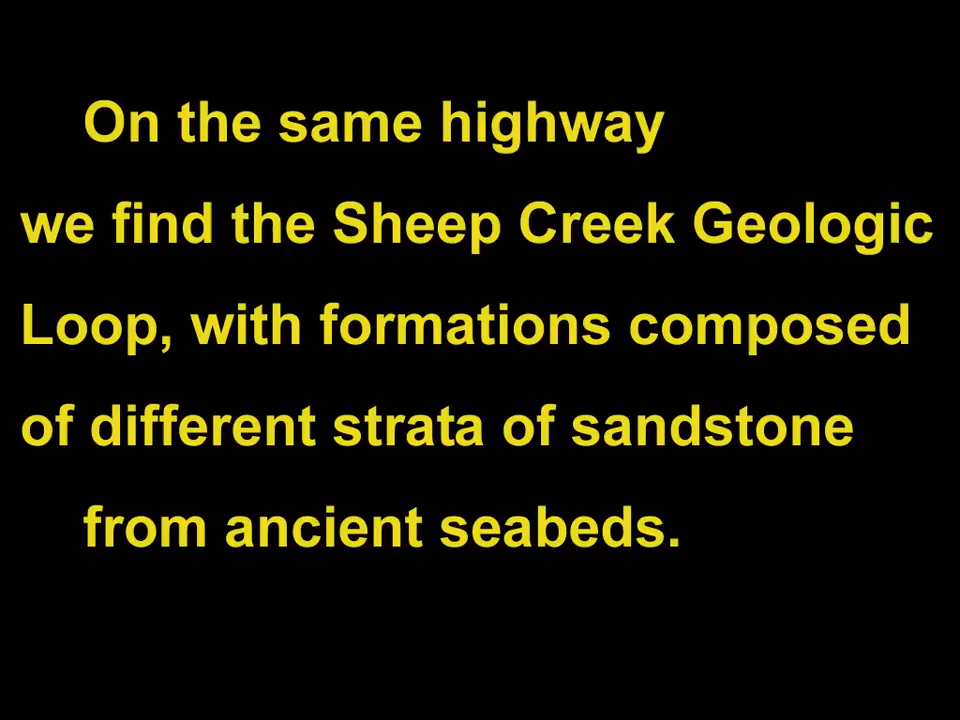 On the same highway
we find the Sheep Creek Geologic
Loop, with formations composed
of different strata of sandstone
from ancient seabeds.